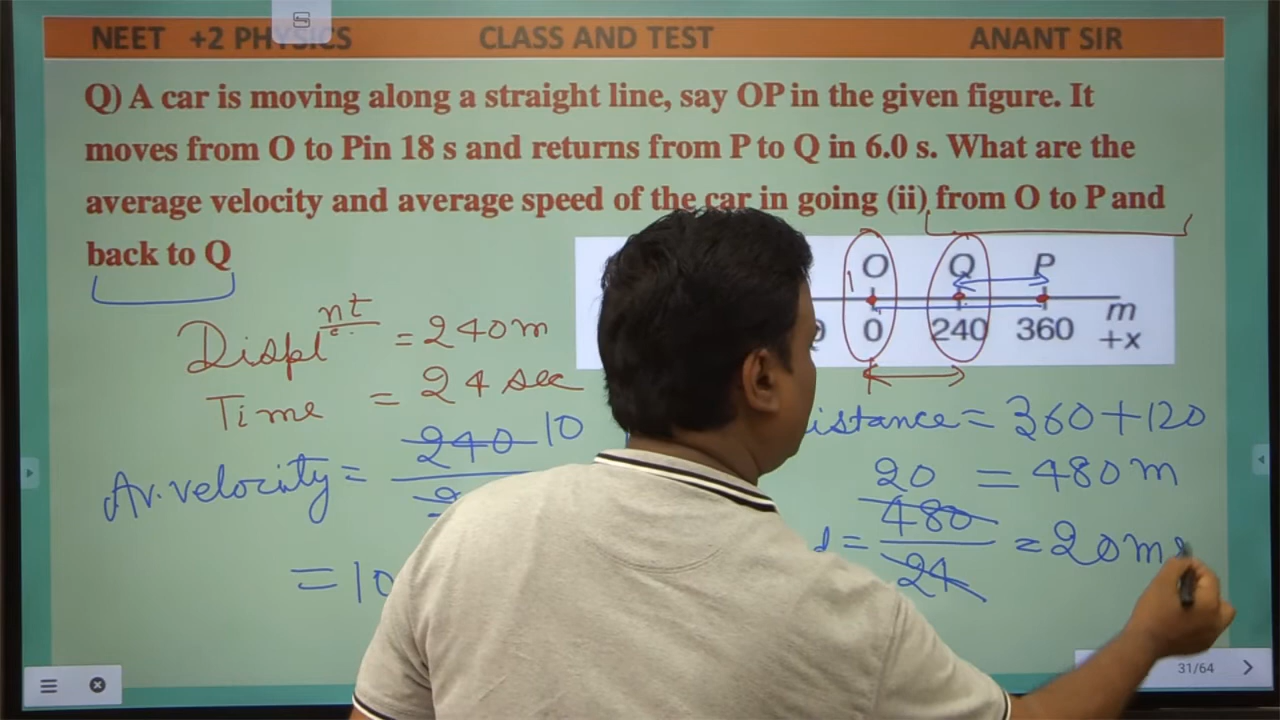 NEET +2 PHYSICS CLASS AND TEST ANANT SIR
Q) A car is moving along a straight line, say OP in the given figure. It
moves from O to Pin 18 s and returns from P to Q in 6.0 s. What are the
average velocity and average speed of the car in going (ii) from O to P and
back to Q
O Q P
0 240 360 m
+x
Displ nt = 240m
Time = 24 sec
Av. velocity = 240 10
= 10
istance = 360+120
= 480 m
20
480
24
= 20 m
31/64